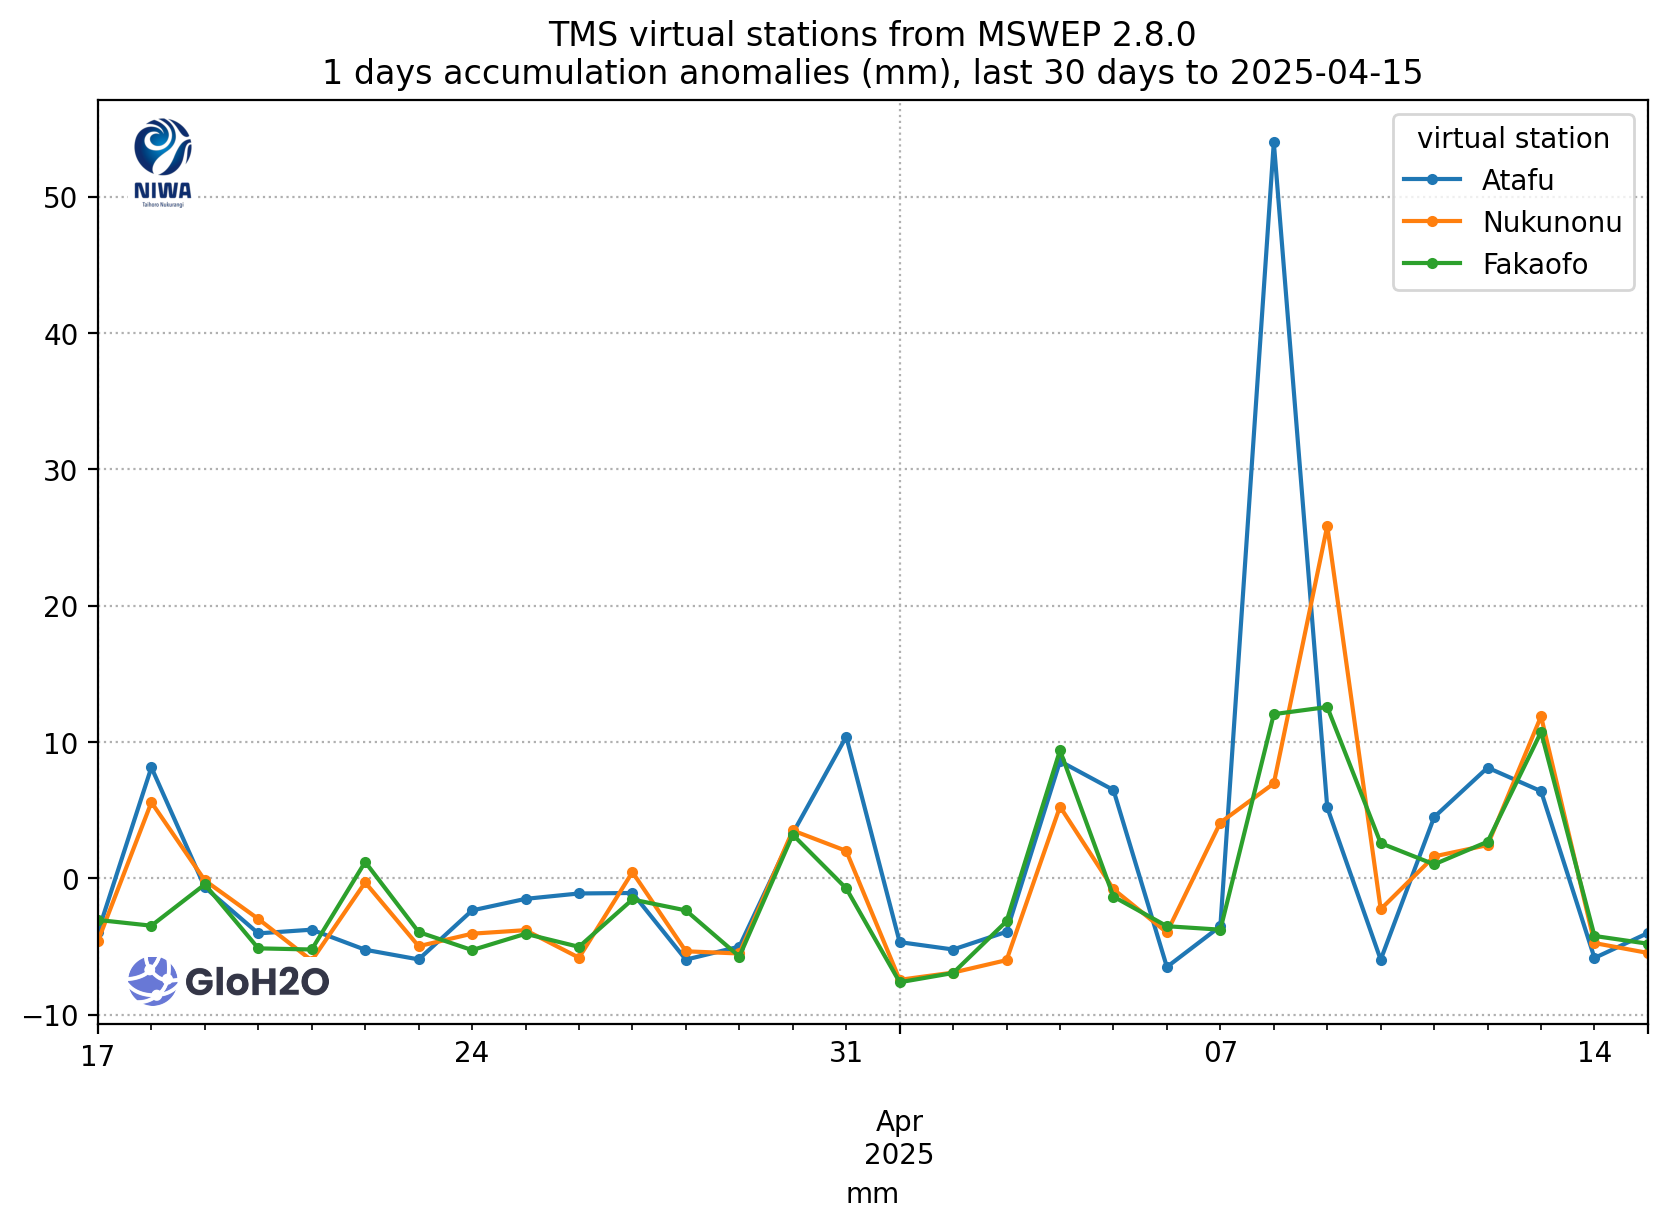 TMS virtual stations from MSWEP 2.8.0
1 days accumulation anomalies (mm), last 30 days to 2025-04-15
NIWA
Taihoro Nukurangi
virtual station
Atafu
Nukunonu
Fakaofo
50
40
30
20
10
0
−10
GloH2O
17
24
31
07
14
Apr
2025
mm